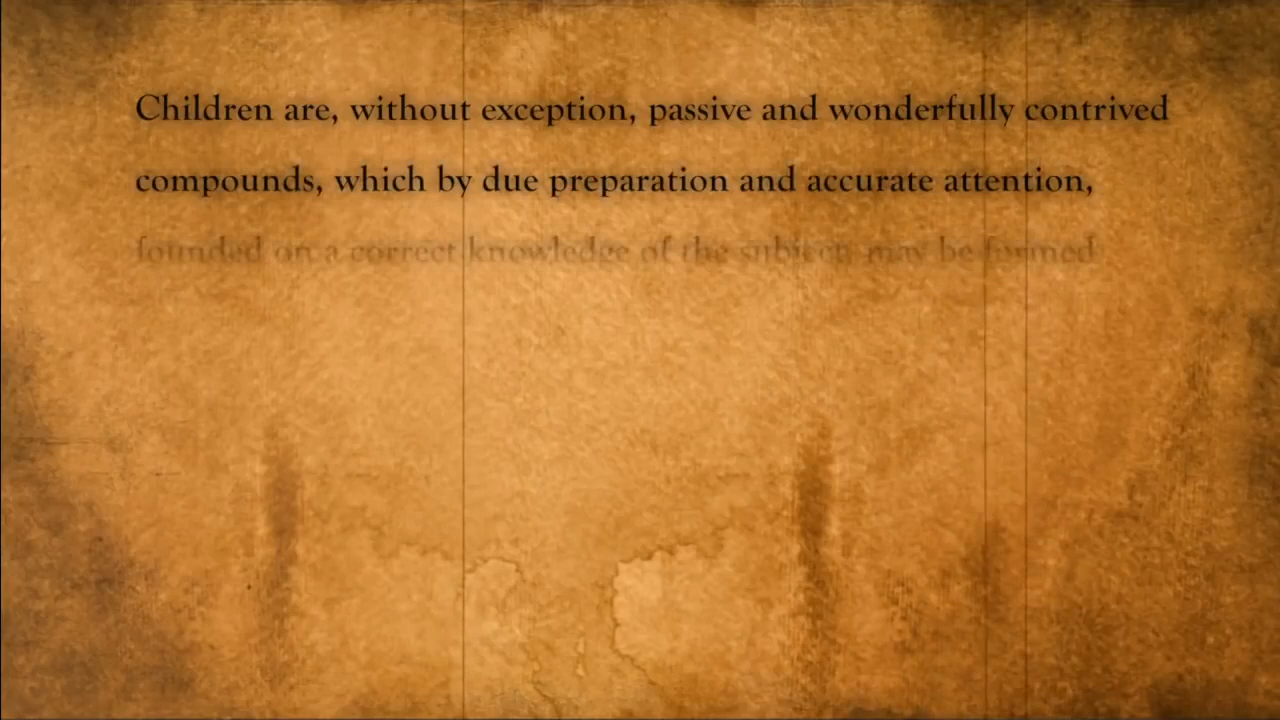 Children are, without exception, passive and wonderfully contrived
compounds, which by due preparation and accurate attention,
founded on a correct knowledge of the subject, may be formed